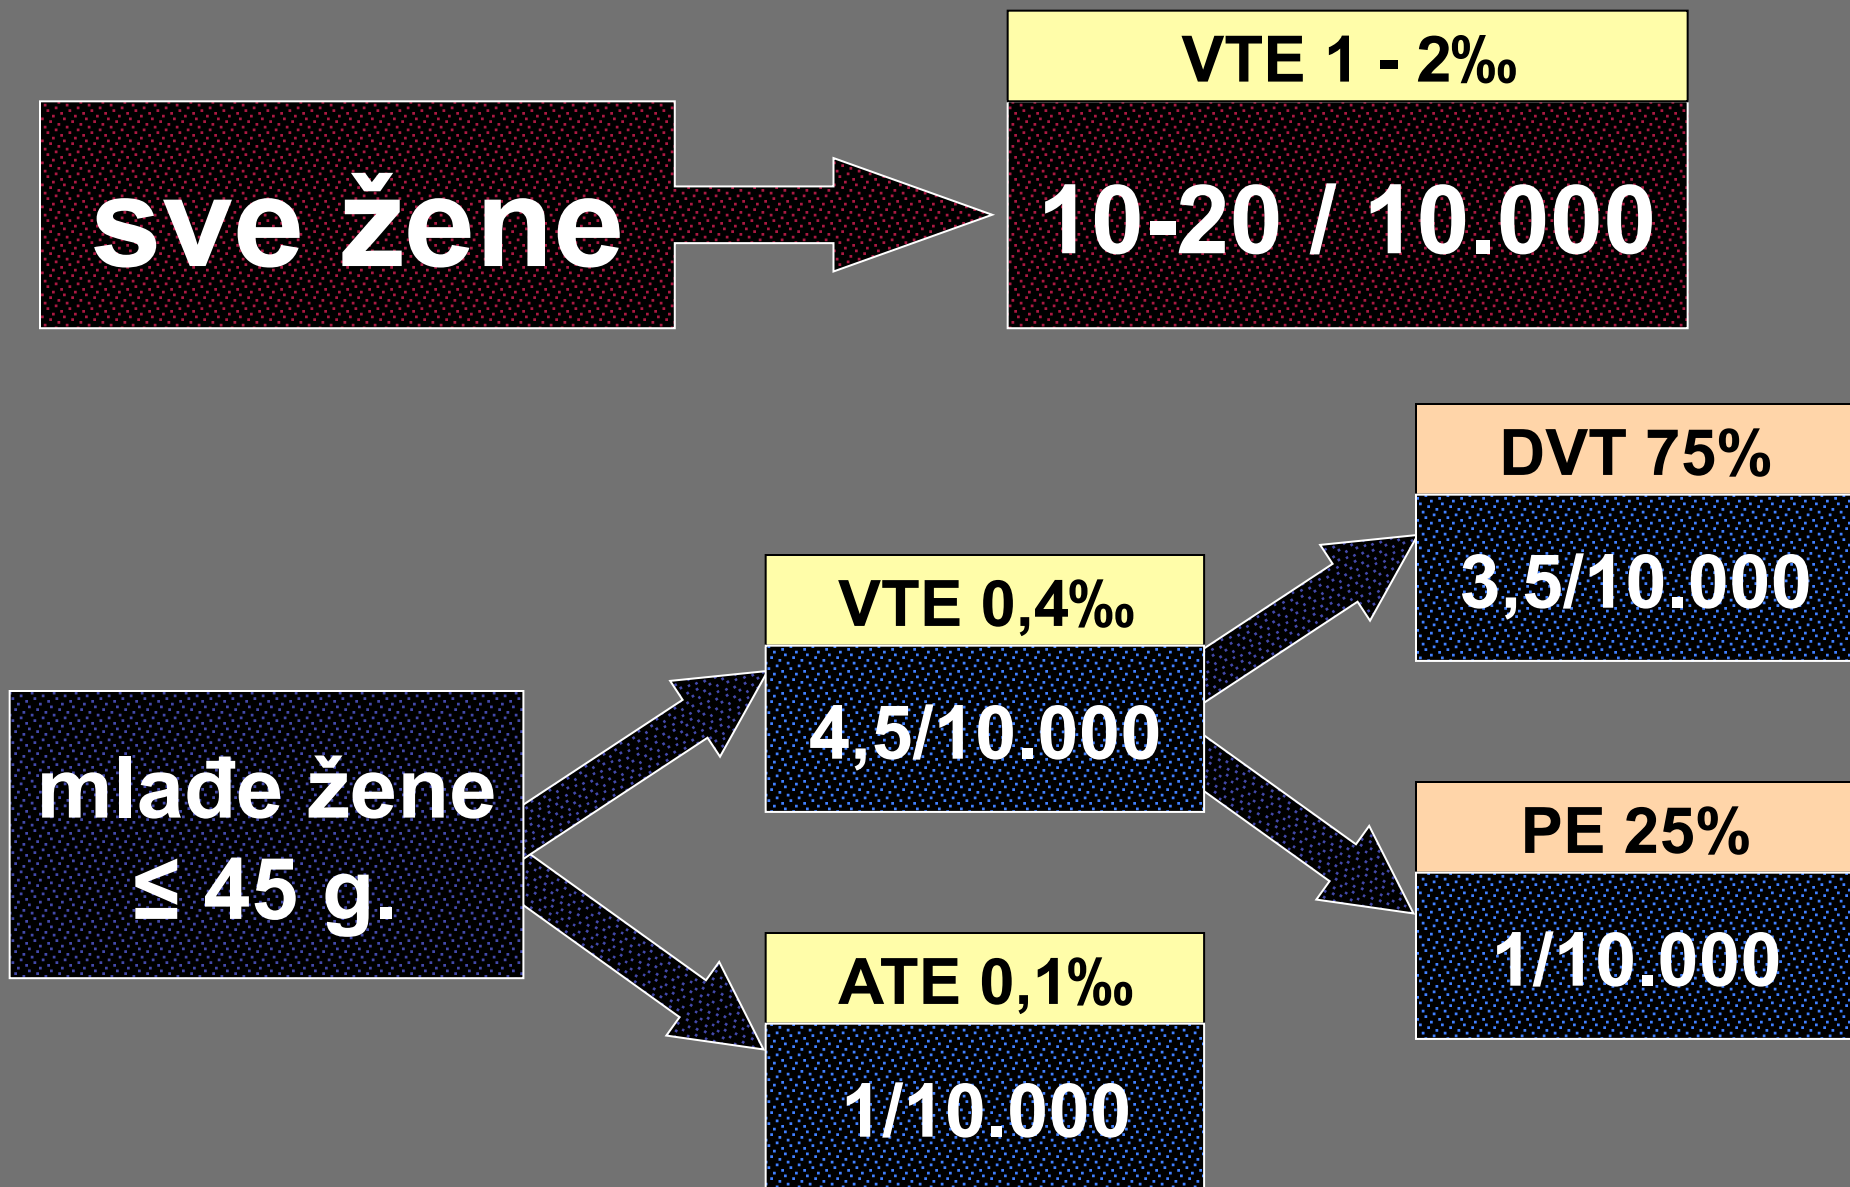 VTE 1 - 2‰
sve žene
10-20 / 10.000
DVT 75%
3,5/10.000
VTE 0,4‰
4,5/10.000
mlađe žene
≤ 45 g.
PE 25%
1/10.000
ATE 0,1‰
1/10.000